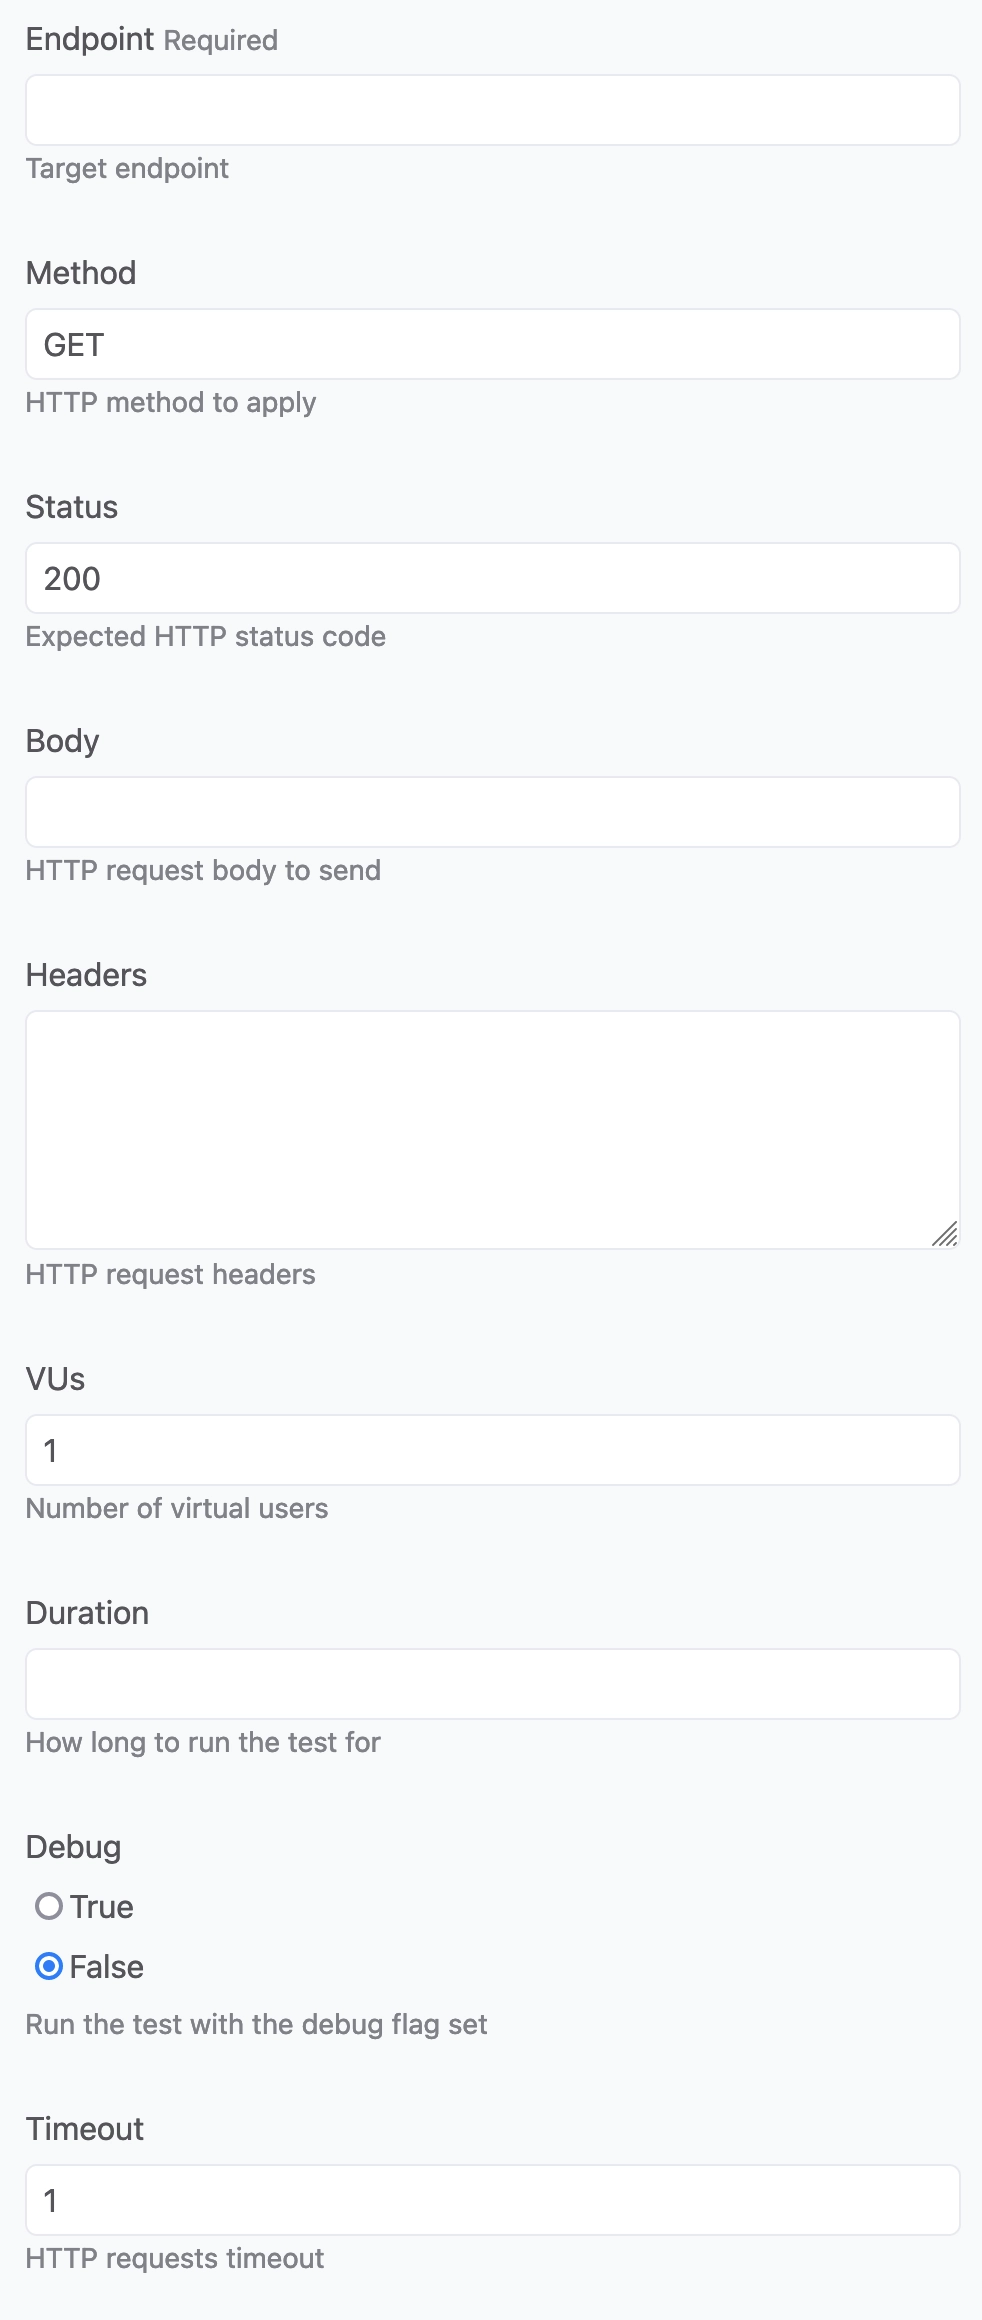 Endpoint Required
Target endpoint
Method
GET
HTTP method to apply
Status
200
Expected HTTP status code
Body
HTTP request body to send
Headers
HTTP request headers
VUs
1
Number of virtual users
Duration
How long to run the test for
Debug
True
False
Run the test with the debug flag set
Timeout
1
HTTP requests timeout